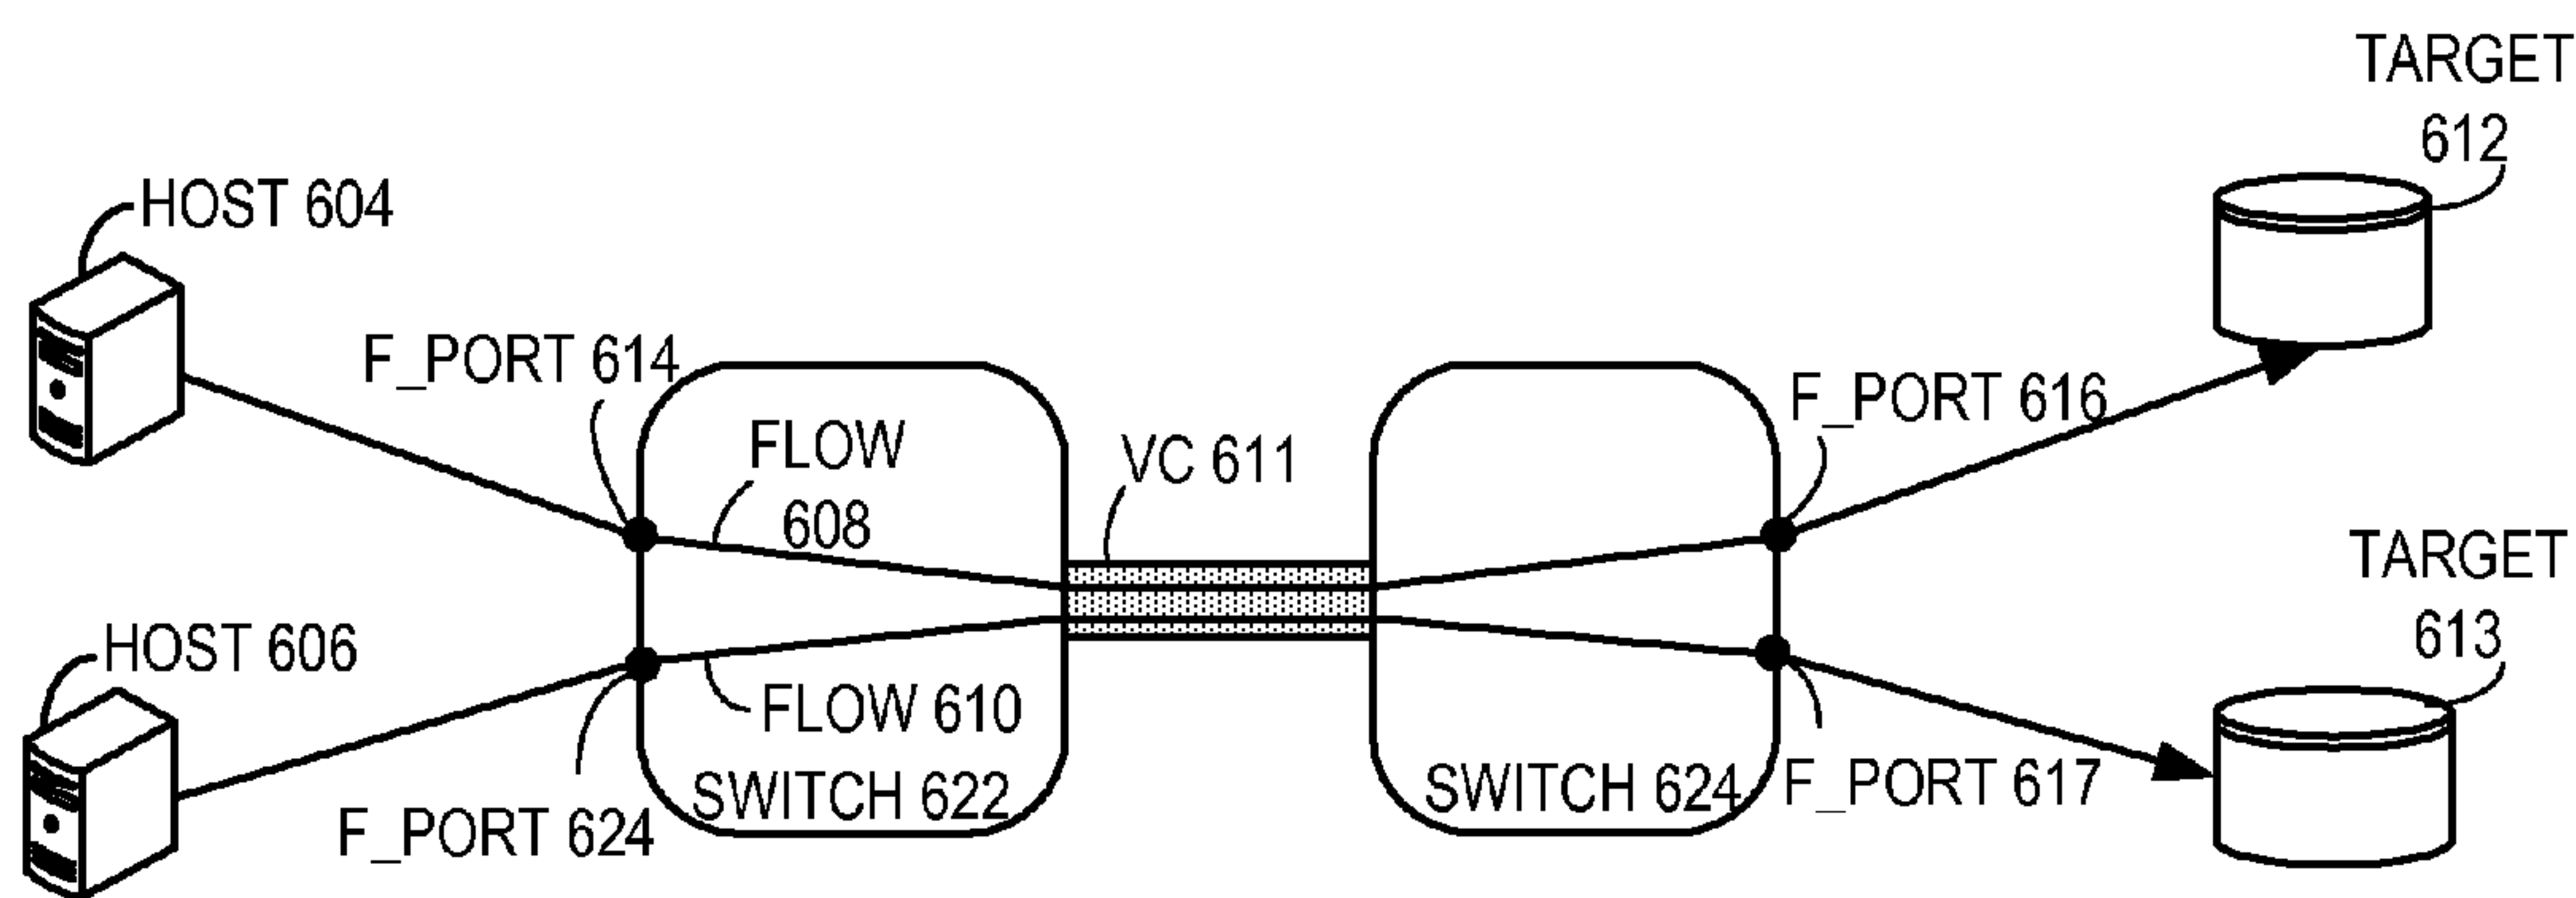 TARGET
612
HOST 604
F_PORT 614
F_PORT 616
FLOW
608
VC 611
TARGET
613
HOST 606
FLOW 610
SWITCH 622
SWITCH 624
F_PORT 617
F_PORT 624